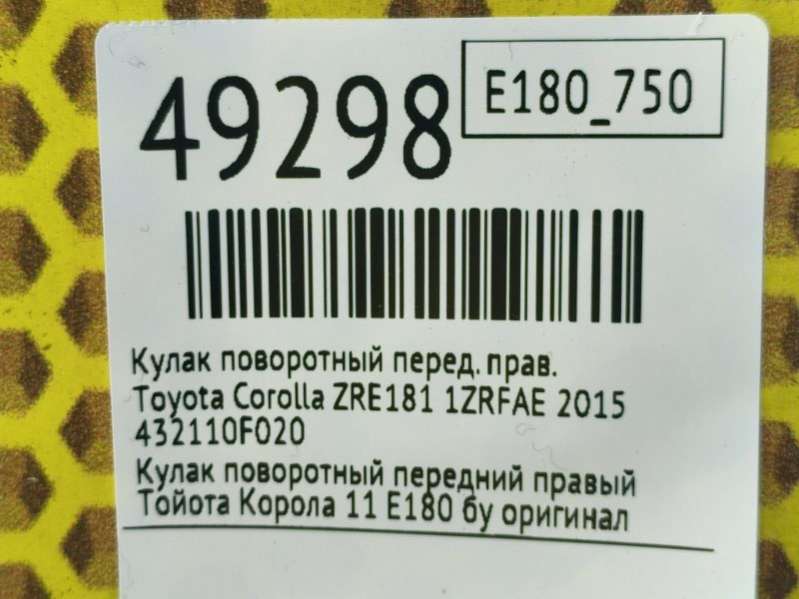 49298
E180_750
Кулак поворотный перед. прав.
Toyota Corolla ZRE181 1ZRFAE 2015
432110F020
Кулак поворотный передний правый
Тойота Корола 11 Е180 бу оригинал